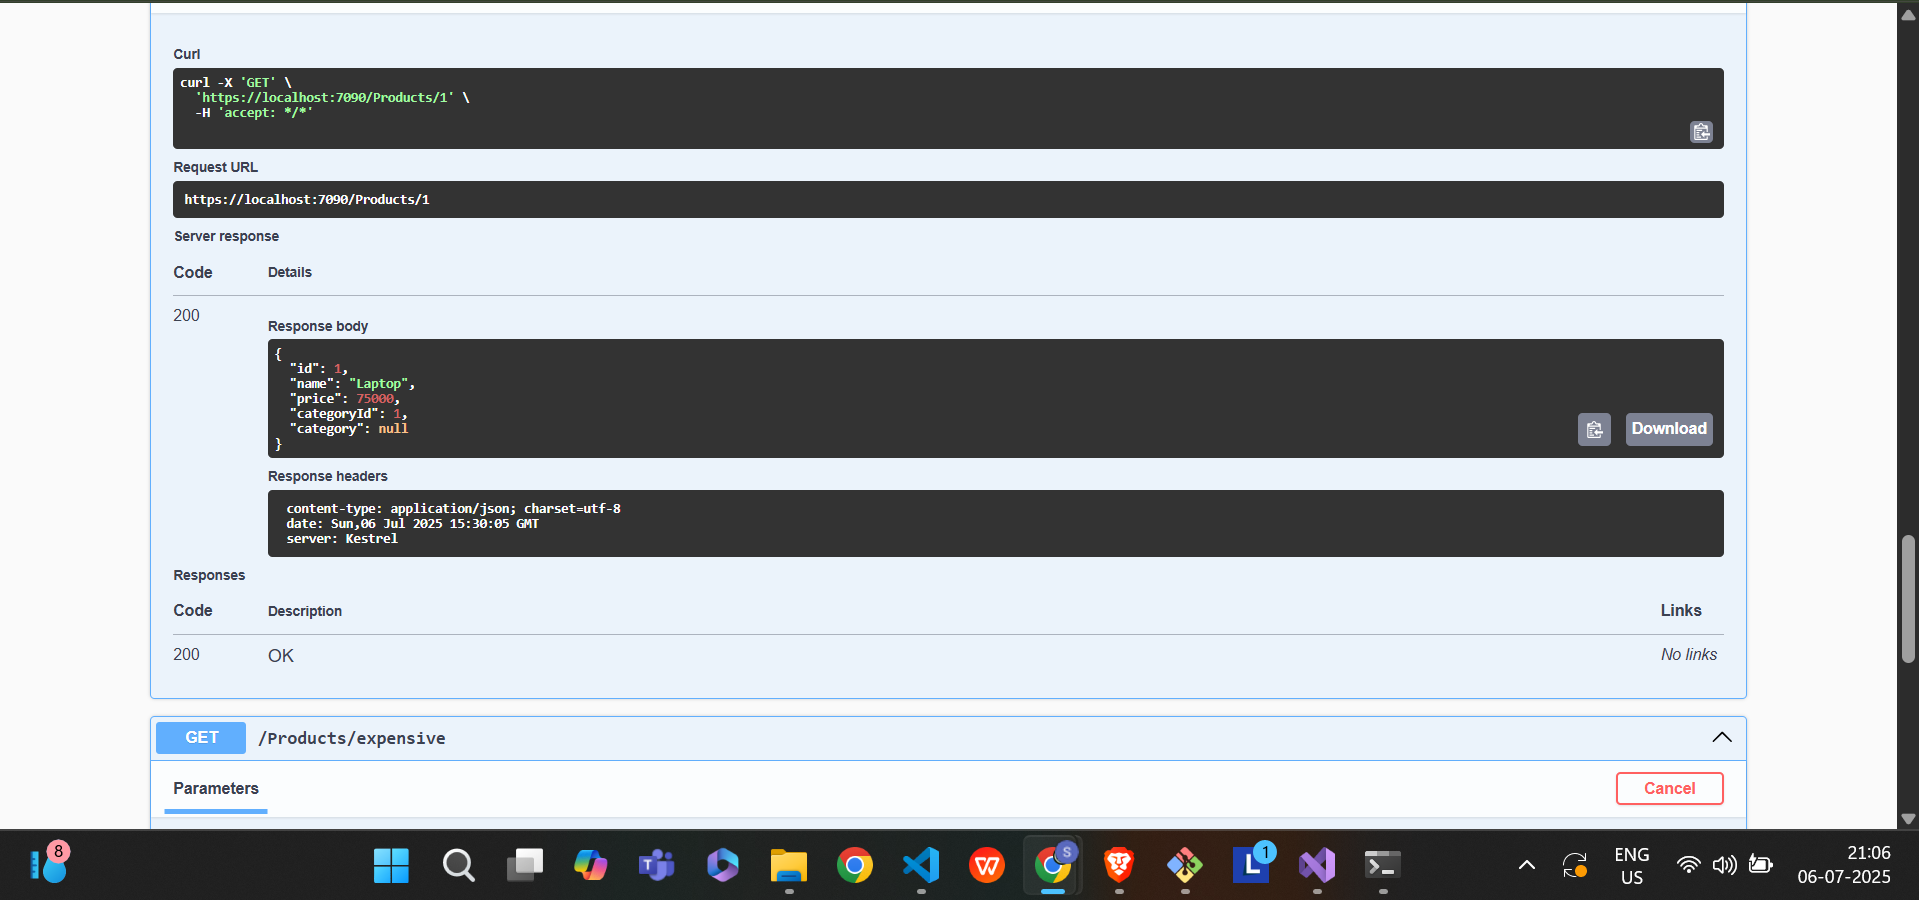 Curl
curl -X 'GET' \
'https://localhost:7090/Products/1' \
-H 'accept: */*'
Request URL
https://localhost:7090/Products/1
Server response
Code Details
200
Response body
{
"id": 1,
"name": "Laptop",
"price": 75000,
"categoryId": 1,
"category": null
}
Download
Response headers
content-type: application/json; charset=utf-8
date: Sun,06 Jul 2025 15:30:05 GMT
server: Kestrel
Responses
Code Description Links
200 OK No links
GET /Products/expensive
Parameters Cancel
8
S
1
L
ENG
US
21:06
06-07-2025